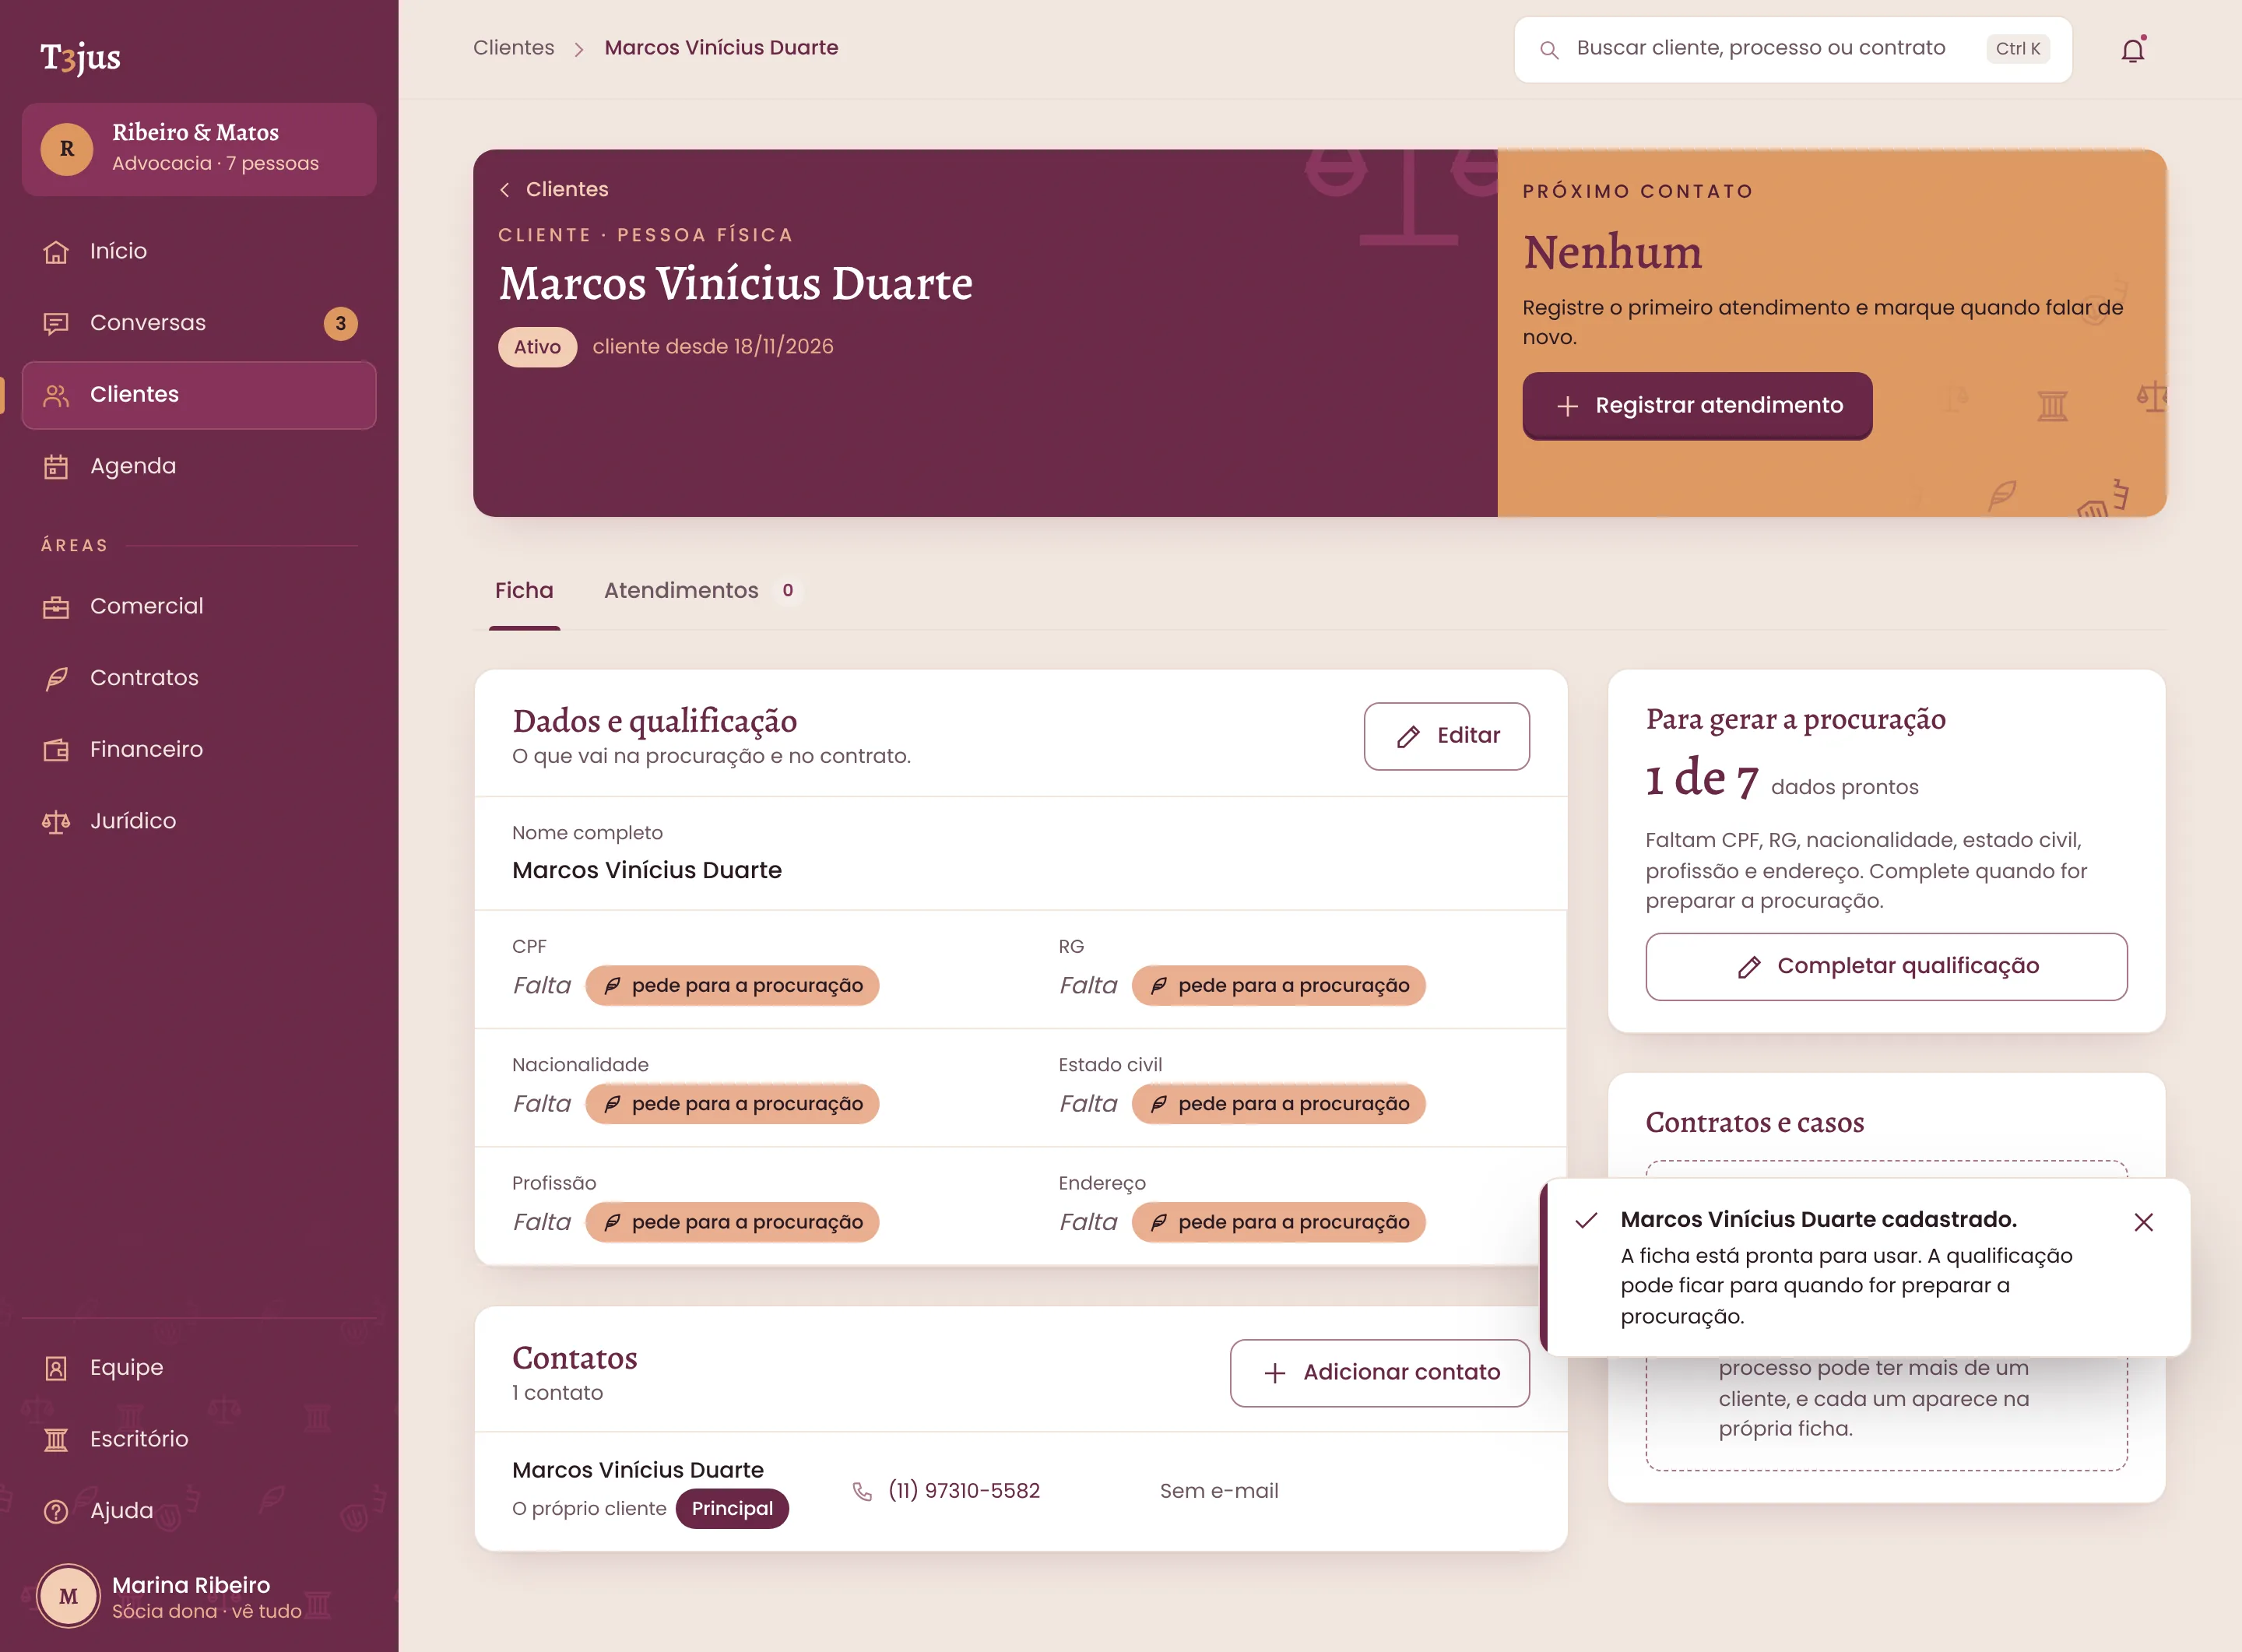 T3jus
R
Ribeiro & Matos
Advocacia · 7 pessoas
Início
Conversas
3
Clientes
Agenda
ÁREAS
Comercial
Contratos
Financeiro
Jurídico
Equipe
Escritório
Ajuda
M
Marina Ribeiro
Sócia dona · vê tudo
Clientes
Marcos Vinícius Duarte
Buscar cliente, processo ou contrato
Ctrl K
Clientes
CLIENTE · PESSOA FÍSICA
Marcos Vinícius Duarte
Ativo
cliente desde 18/11/2026
PRÓXIMO CONTATO
Nenhum
Registre o primeiro atendimento e marque quando falar de
novo.
Registrar atendimento
Ficha
Atendimentos 0
Dados e qualificação
O que vai na procuração e no contrato.
Editar
Nome completo
Marcos Vinícius Duarte
CPF
Falta pede para a procuração
RG
Falta pede para a procuração
Nacionalidade
Falta pede para a procuração
Estado civil
Falta pede para a procuração
Profissão
Falta pede para a procuração
Endereço
Falta pede para a procuração
Contatos
1 contato
Adicionar contato
Marcos Vinícius Duarte
O próprio cliente Principal
(11) 97310-5582
Sem e-mail
Para gerar a procuração
1 de 7 dados prontos
Faltam CPF, RG, nacionalidade, estado civil,
profissão e endereço. Complete quando for
preparar a procuração.
Completar qualificação
Contratos e casos
Marcos Vinícius Duarte cadastrado.
A ficha está pronta para usar. A qualificação
pode ficar para quando for preparar a
procuração.
processo pode ter mais de um
cliente, e cada um aparece na
própria ficha.